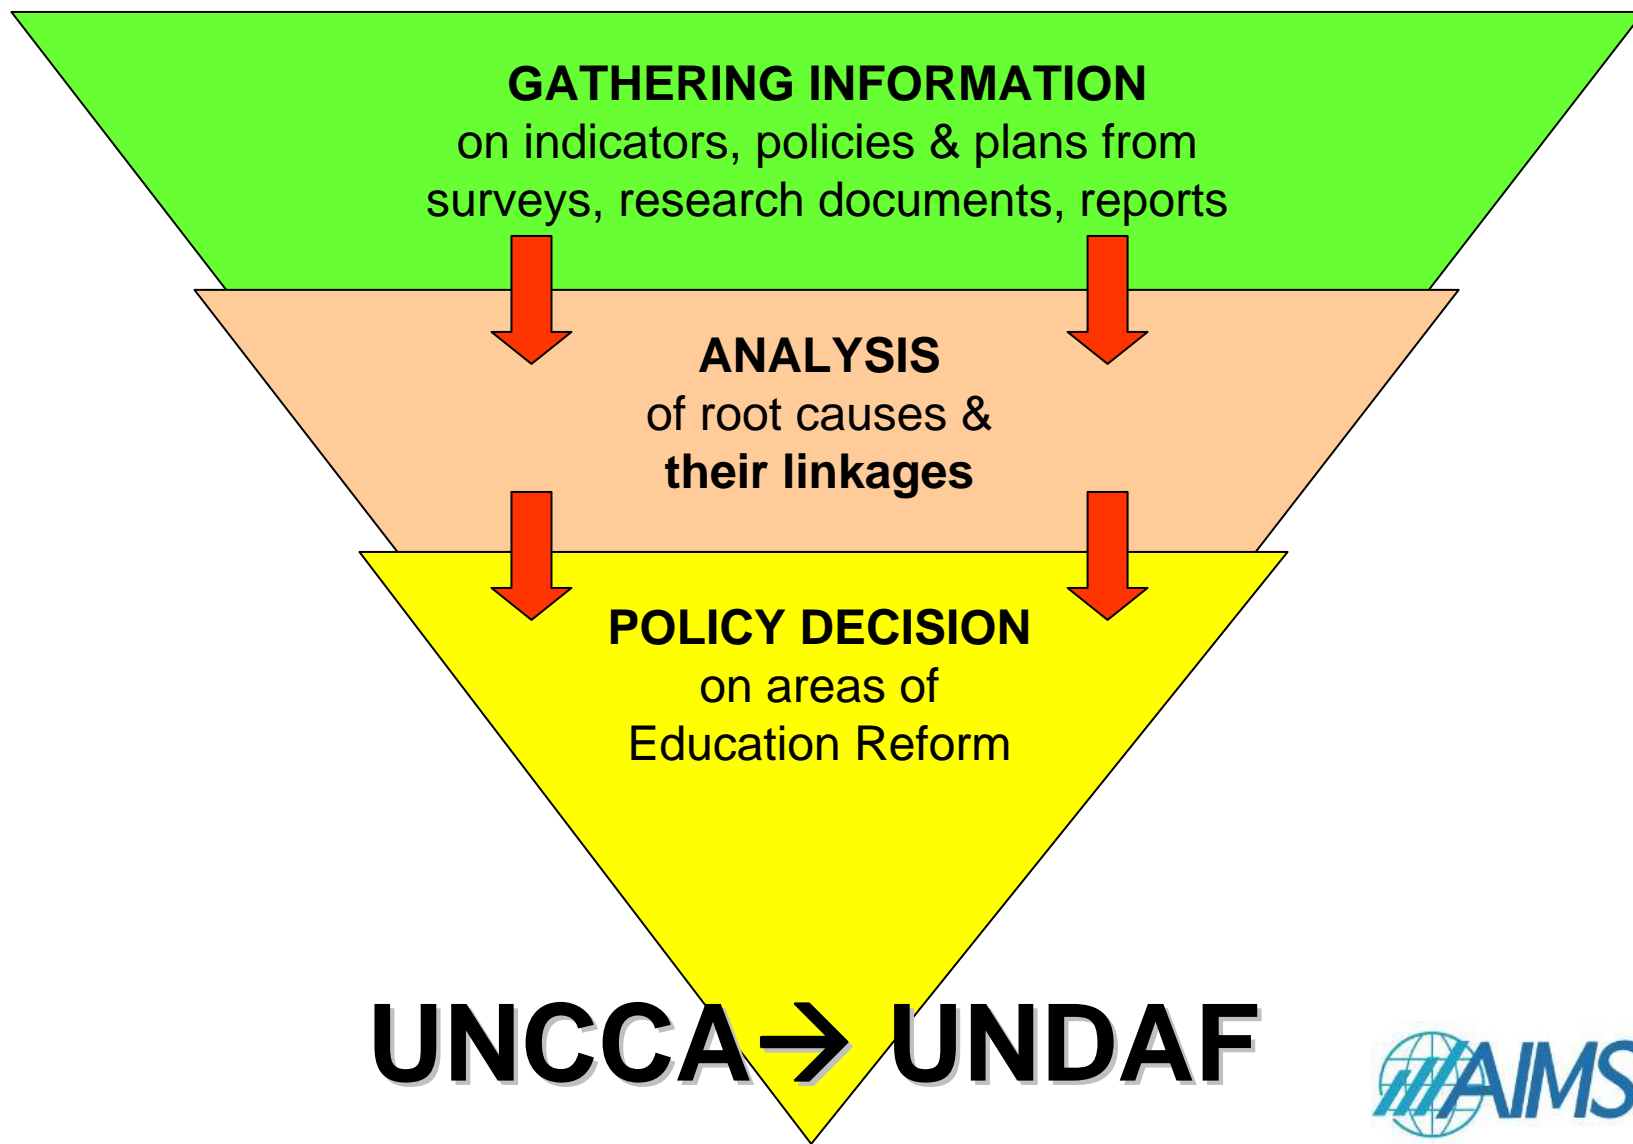 GATHERING INFORMATION
on indicators, policies & plans from
surveys, research documents, reports
ANALYSIS
of root causes &
their linkages
POLICY DECISION
on areas of
Education Reform
UNCCA→ UNDAF
AIMS